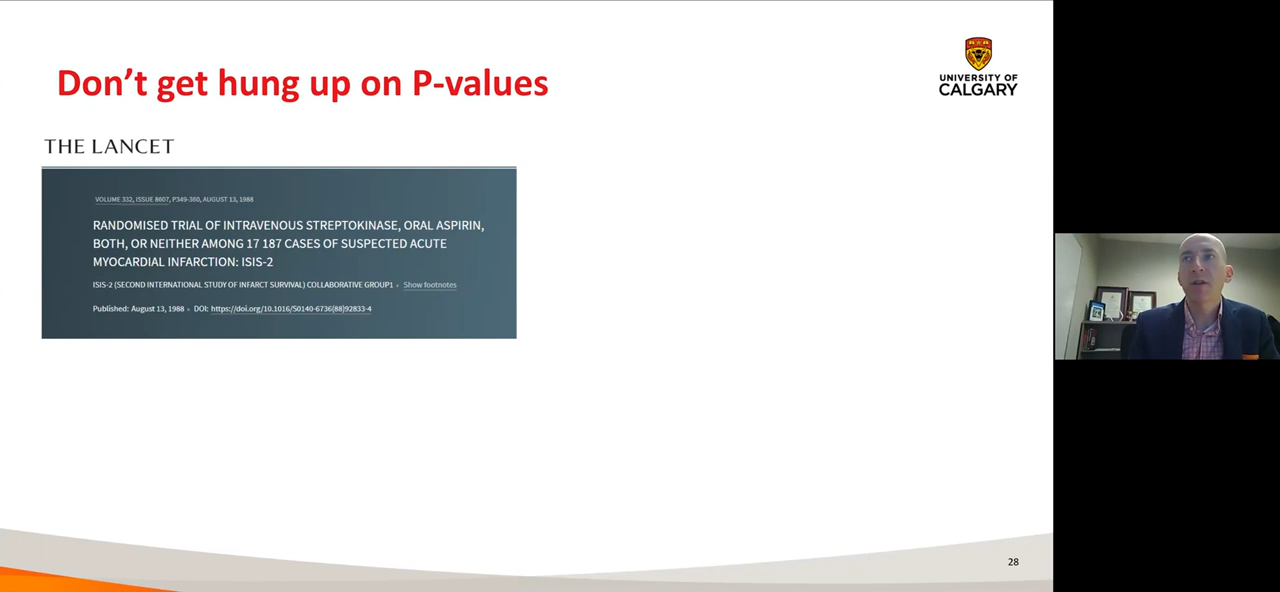 Don't get hung up on P-values
UNIVERSITY OF
CALGARY
THE LANCET
VOLUME 332, ISSUE 8607, P349-360, AUGUST 13, 1988
RANDOMISED TRIAL OF INTRAVENOUS STREPTOKINASE, ORAL ASPIRIN,
BOTH, OR NEITHER AMONG 17 187 CASES OF SUSPECTED ACUTE
MYOCARDIAL INFARCTION: ISIS-2
ISIS-2 (SECOND INTERNATIONAL STUDY OF INFARCT SURVIVAL) COLLABORATIVE GROUP1 • Show footnotes
Published: August 13, 1988 • DOI: https://doi.org/10.1016/S0140-6736(88)92833-4
28